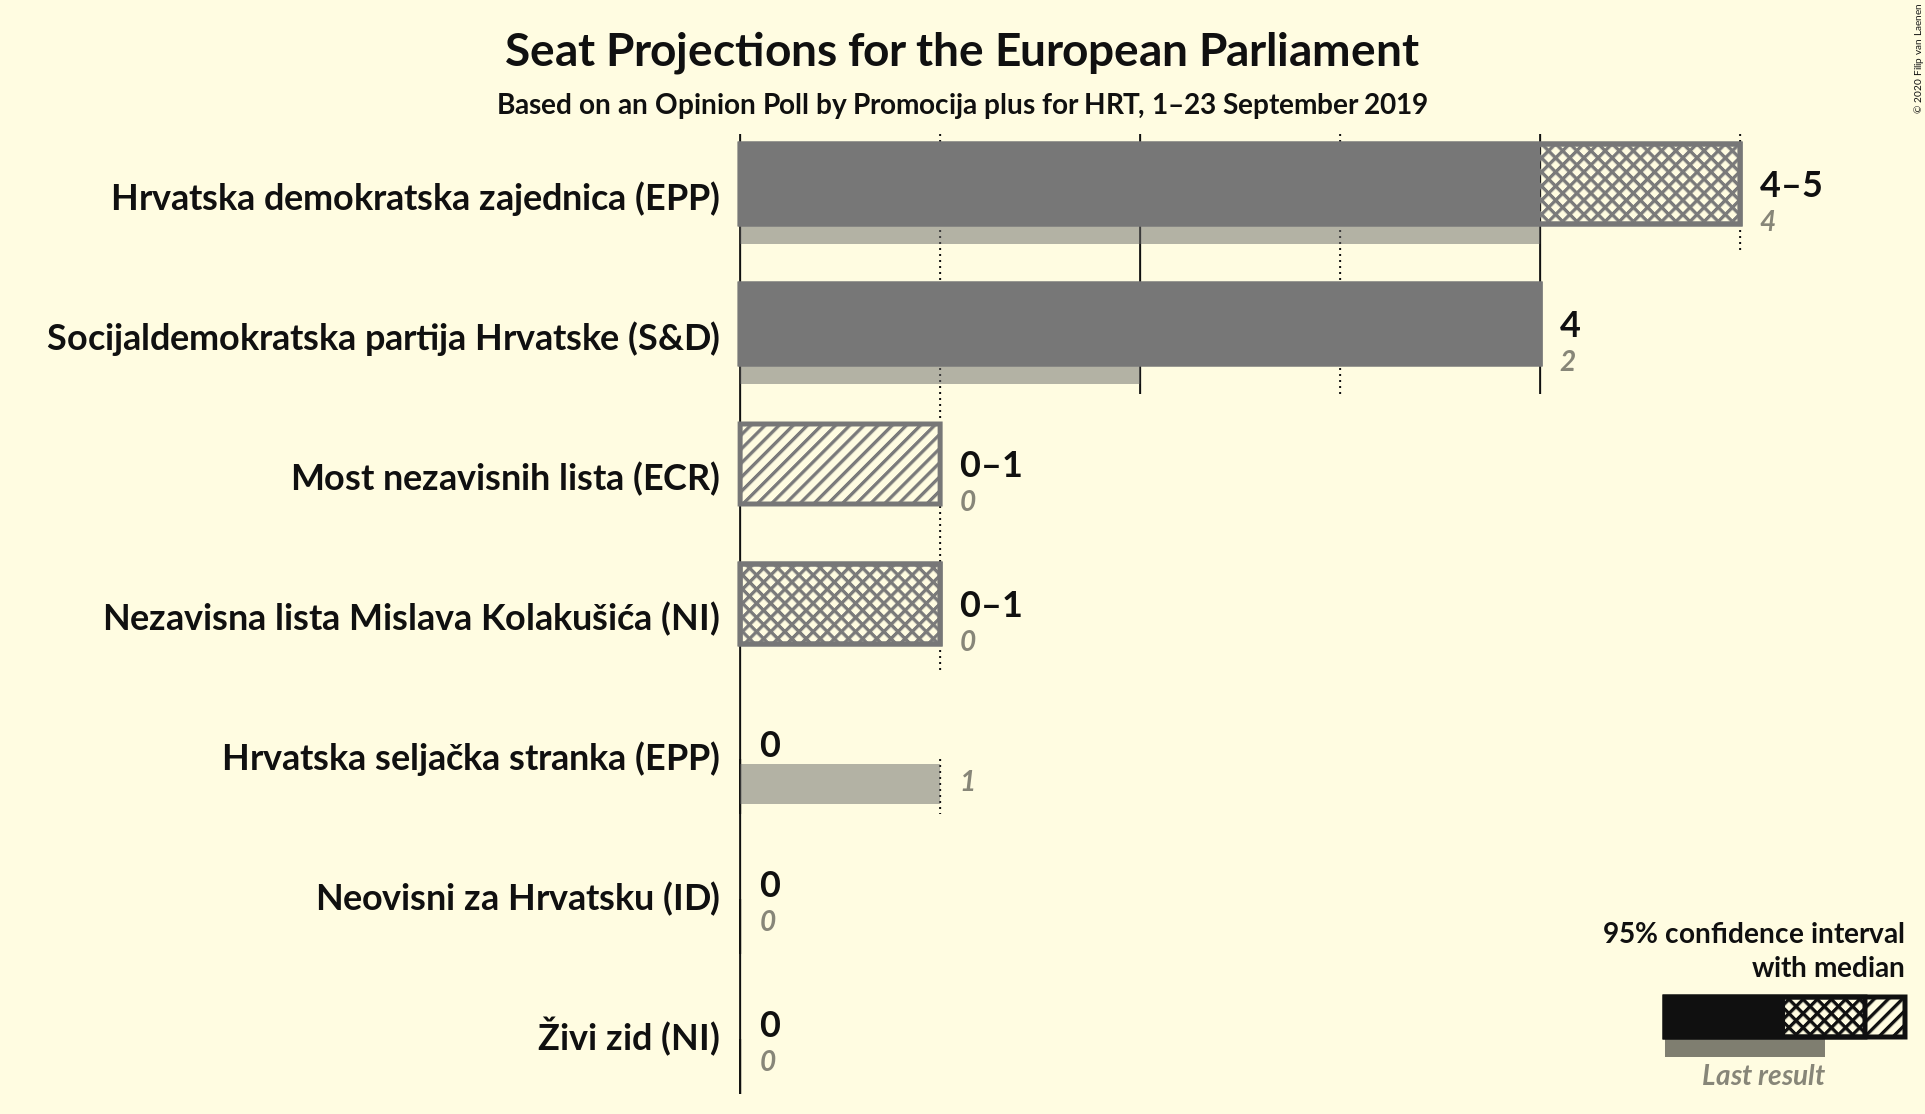 Seat Projections for the European Parliament
Based on an Opinion Poll by Promocija plus for HRT, 1–23 September 2019
© 2020 Filip van Laenen
Hrvatska demokratska zajednica (EPP)
4–5
4
Socijaldemokratska partija Hrvatske (S&D)
4
2
Most nezavisnih lista (ECR)
0–1
0
Nezavisna lista Mislava Kolakušića (NI)
0–1
0
Hrvatska seljačka stranka (EPP)
0
1
Neovisni za Hrvatsku (ID)
0
0
Živi zid (NI)
0
0
95% confidence interval
with median
Last result